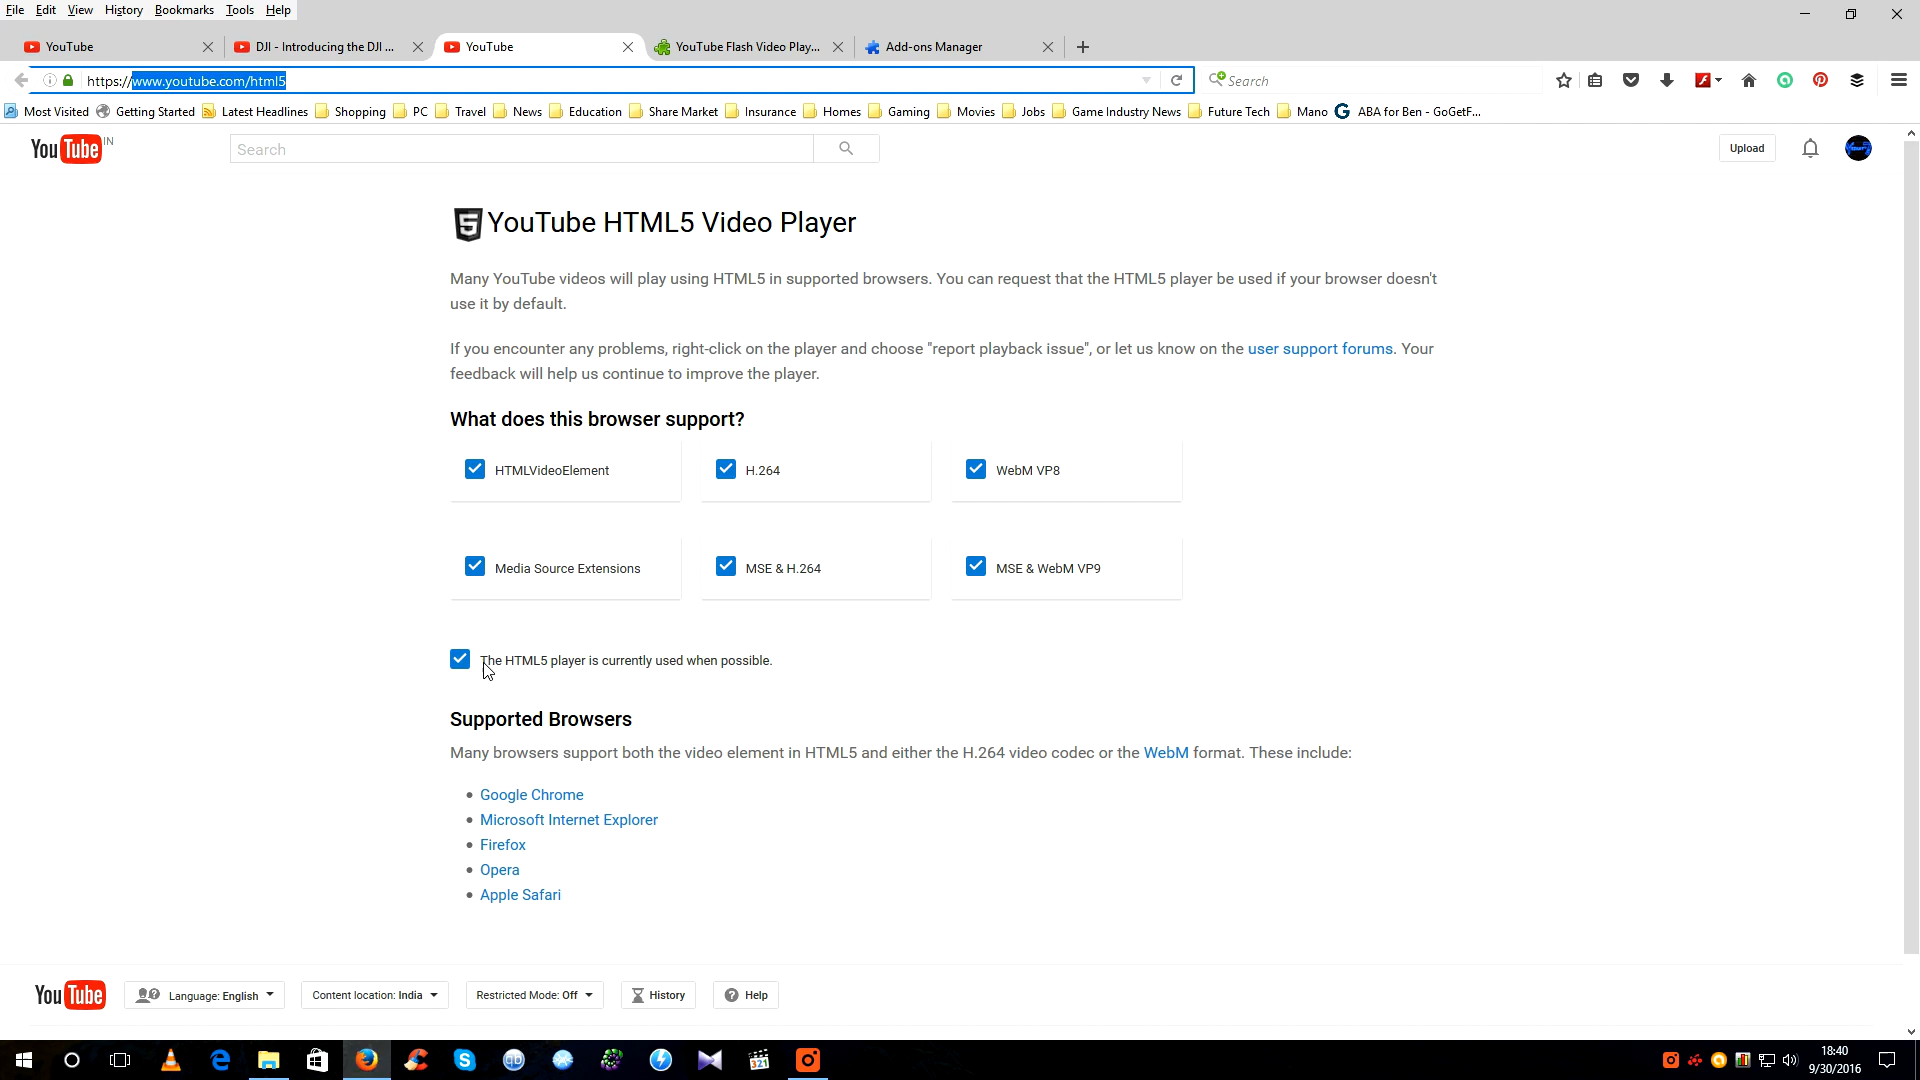 File Edit View History Bookmarks Tools Help
YouTube
DJI - Introducing the DJI ...
YouTube
YouTube Flash Video Play...
Add-ons Manager
https://www.youtube.com/html5
Search
Most Visited Getting Started Latest Headlines Shopping PC Travel News Education Share Market Insurance Homes Gaming Movies Jobs Game Industry News Future Tech Mano ABA for Ben - GoGetF...
YouTube IN
Search
Upload
YouTube HTML5 Video Player
Many YouTube videos will play using HTML5 in supported browsers. You can request that the HTML5 player be used if your browser doesn't
use it by default.
If you encounter any problems, right-click on the player and choose "report playback issue", or let us know on the user support forums. Your
feedback will help us continue to improve the player.
What does this browser support?
HTMLVideoElement H.264 WebM VP8
Media Source Extensions MSE & H.264 MSE & WebM VP9
The HTML5 player is currently used when possible.
Supported Browsers
Many browsers support both the video element in HTML5 and either the H.264 video codec or the WebM format. These include:
Google Chrome
Microsoft Internet Explorer
Firefox
Opera
Apple Safari
YouTube Language: English Content location: India Restricted Mode: Off History Help
18:40
9/30/2016